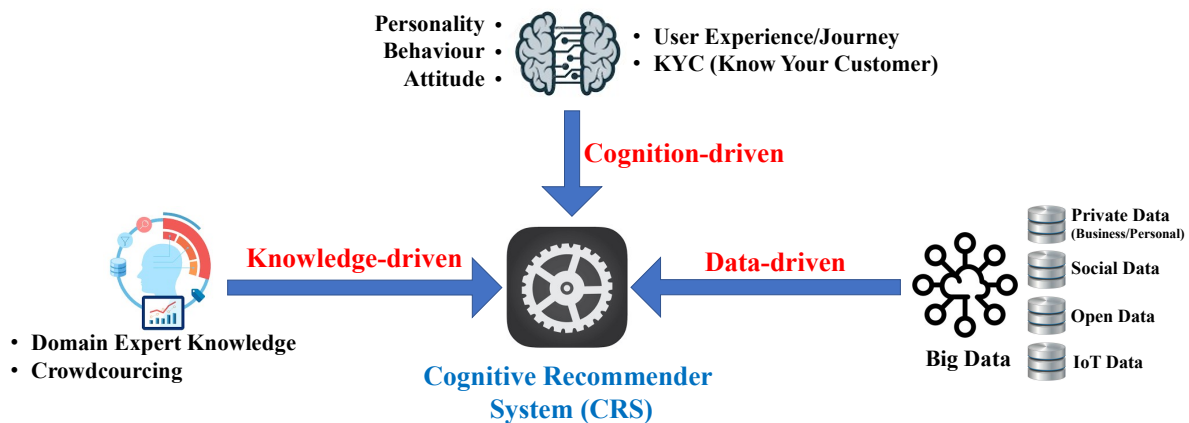 Personality •
Behaviour •
Attitude •
• User Experience/Journey
• KYC (Know Your Customer)
Cognition-driven
Knowledge-driven
Data-driven
• Domain Expert Knowledge
• Crowdcourcing
Cognitive Recommender
System (CRS)
Big Data
Private Data
(Business/Personal)
Social Data
Open Data
IoT Data